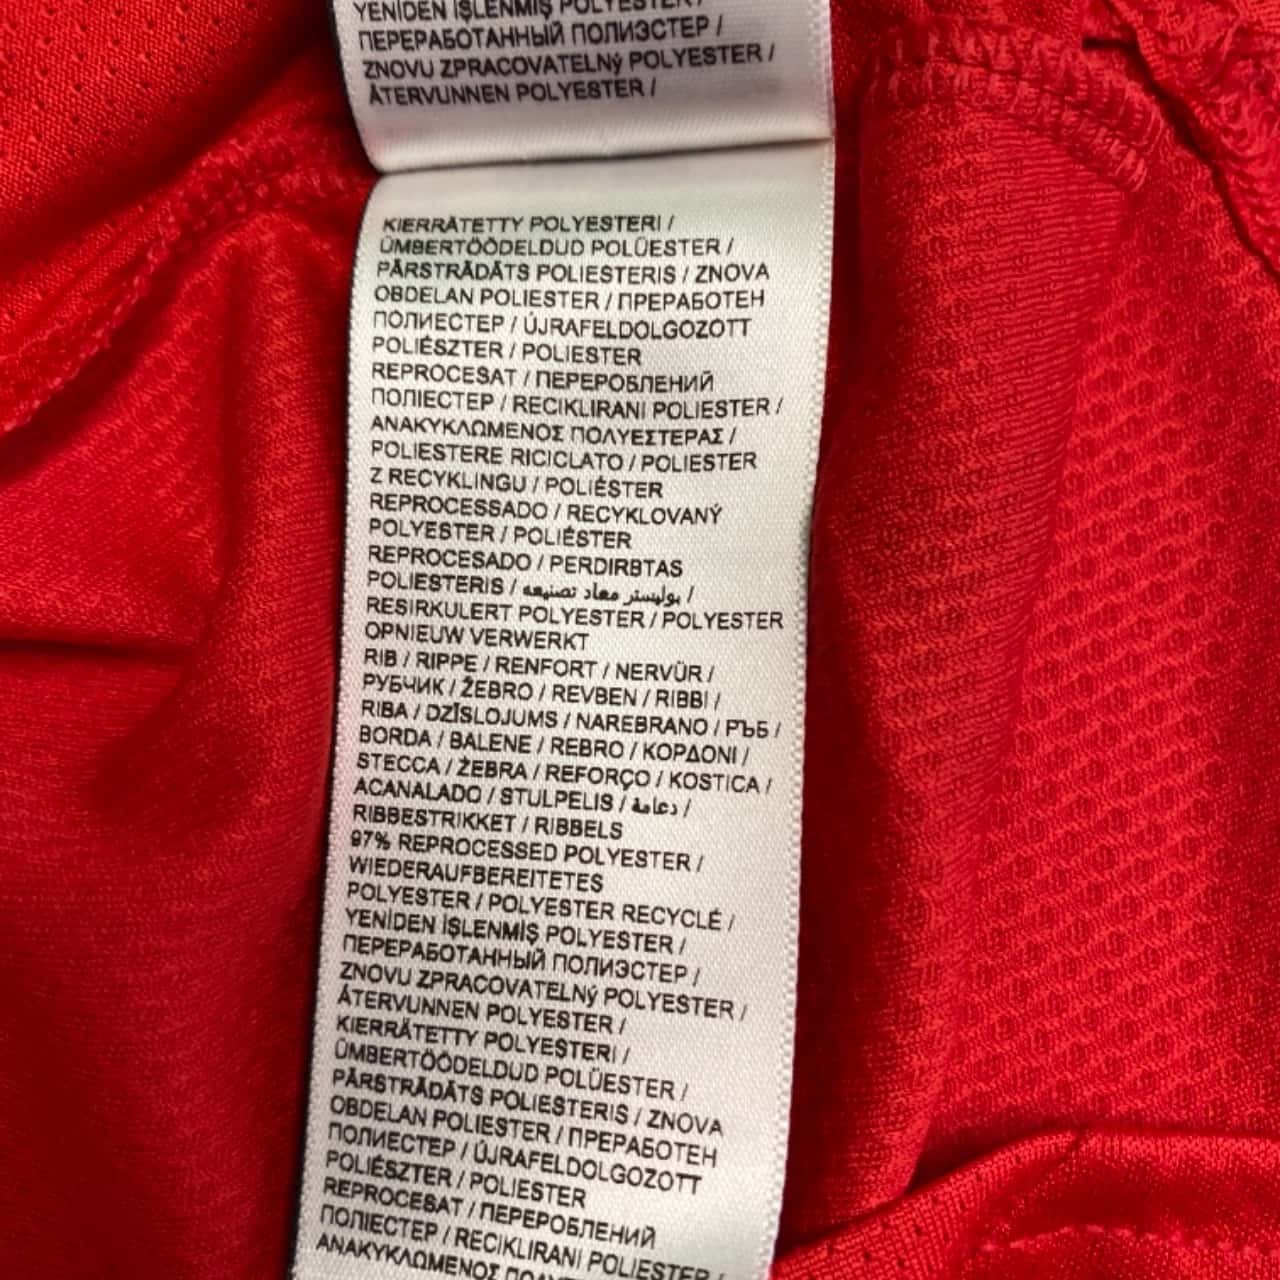 YENİDEN İŞLENMİŞ POLYESTER /
ПЕРЕРАБОТАННЫЙ ПОЛИЭСТЕР /
ZNOVU ZPRACOVATELNý POLYESTER /
ÅTERVUNNEN POLYESTER /
KIERRÄTETTY POLYESTERI /
ÜMBERTÖÖDELDUD POLÜESTER /
PĀRSTRĀDĀTS POLIESTERIS / ZNOVA
OBDELAN POLIESTER / ПРЕРАБОТЕН
ПОЛИЕСТЕР / ÚJRAFELDOLGOZOTT
POLIÉSZTER / POLIESTER
REPROCESAT / ПЕРЕРОБЛЕНИЙ
ПОЛІЕСТЕР / RECIKLIRANI POLIESTER /
ΑΝΑΚΥΚΛΩΜΕΝΟΣ ΠΟΛΥΕΣΤΕΡΑΣ /
POLIESTERE RICICLATO / POLIESTER
Z RECYKLINGU / POLIÉSTER
REPROCESSADO / RECYKLOVANÝ
POLYESTER / POLIÉSTER
REPROCESADO / PERDIRBTAS
POLIESTERIS / بوليستر معاد تصنيعه /
RESIRKULERT POLYESTER / POLYESTER
OPNIEUW VERWERKT
RIB / RIPPE / RENFORT / NERVÜR /
РУБЧИК / ŽEBRO / REVBEN / RIBBI /
RIBA / DZĪSLOJUMS / NAREBRANO / РЪБ /
BORDA / BALENE / REBRO / ΚΟΡΔΟΝΙ /
STECCA / ŽEBRA / REFORÇO / KOSTICA /
ACANALADO / STULPELIS / دعامة /
RIBBESTRIKKET / RIBBELS
97% REPROCESSED POLYESTER /
WIEDERAUFBEREITETES
POLYESTER / POLYESTER RECYCLÉ /
YENİDEN İŞLENMİŞ POLYESTER /
ПЕРЕРАБОТАННЫЙ ПОЛИЭСТЕР /
ZNOVU ZPRACOVATELNý POLYESTER /
ÅTERVUNNEN POLYESTER /
KIERRÄTETTY POLYESTERI /
ÜMBERTÖÖDELDUD POLÜESTER /
PĀRSTRĀDĀTS POLIESTERIS / ZNOVA
OBDELAN POLIESTER / ПРЕРАБОТЕН
ПОЛИЕСТЕР / ÚJRAFELDOLGOZOTT
POLIÉSZTER / POLIESTER
REPROCESAT / ПЕРЕРОБЛЕНИЙ
ПОЛІЕСТЕР / RECIKLIRANI POLIESTER /
ΑΝΑΚΥΚΛΩΜΕΝΟΣ